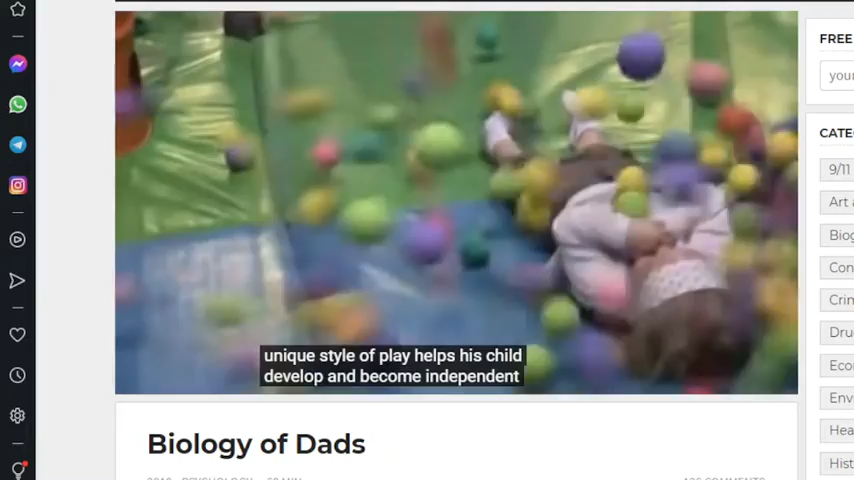 FREE
your
CATEG
9/11
Art a
Biog
Con
Crim
Dru
Eco
Env
Hea
Hist
unique style of play helps his child
develop and become independent
Biology of Dads